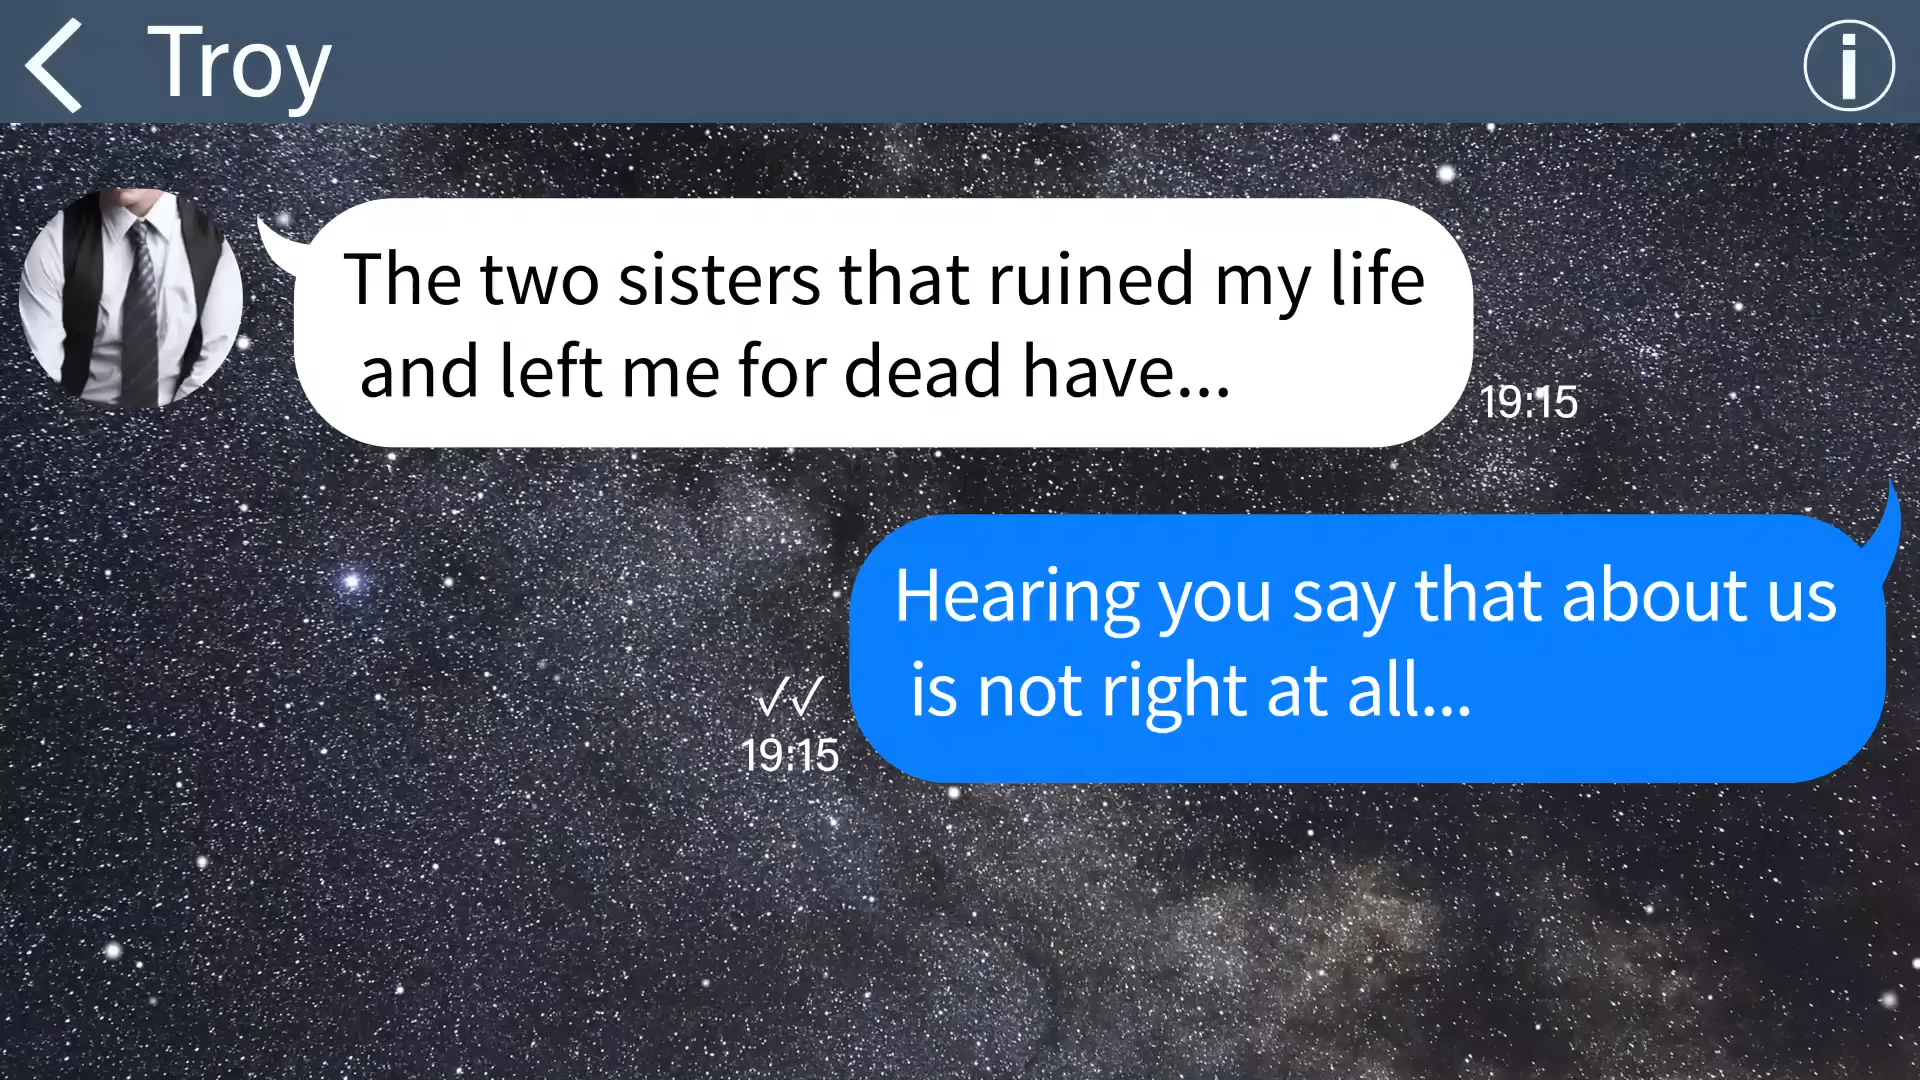 Troy
The two sisters that ruined my life
and left me for dead have...
19:15
Hearing you say that about us
is not right at all...
19:15